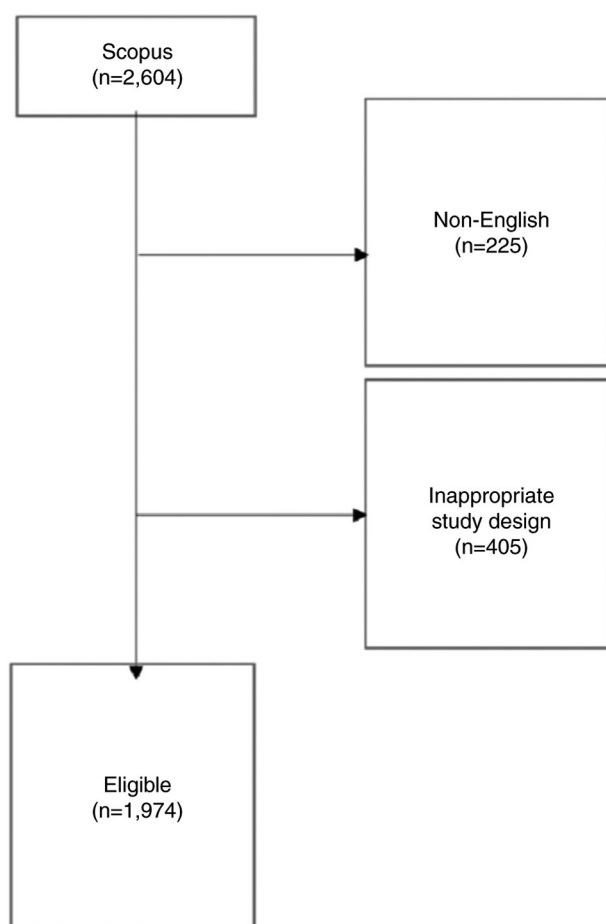 Scopus
(n=2,604)
Non-English
(n=225)
Inappropriate
study design
(n=405)
Eligible
(n=1,974)